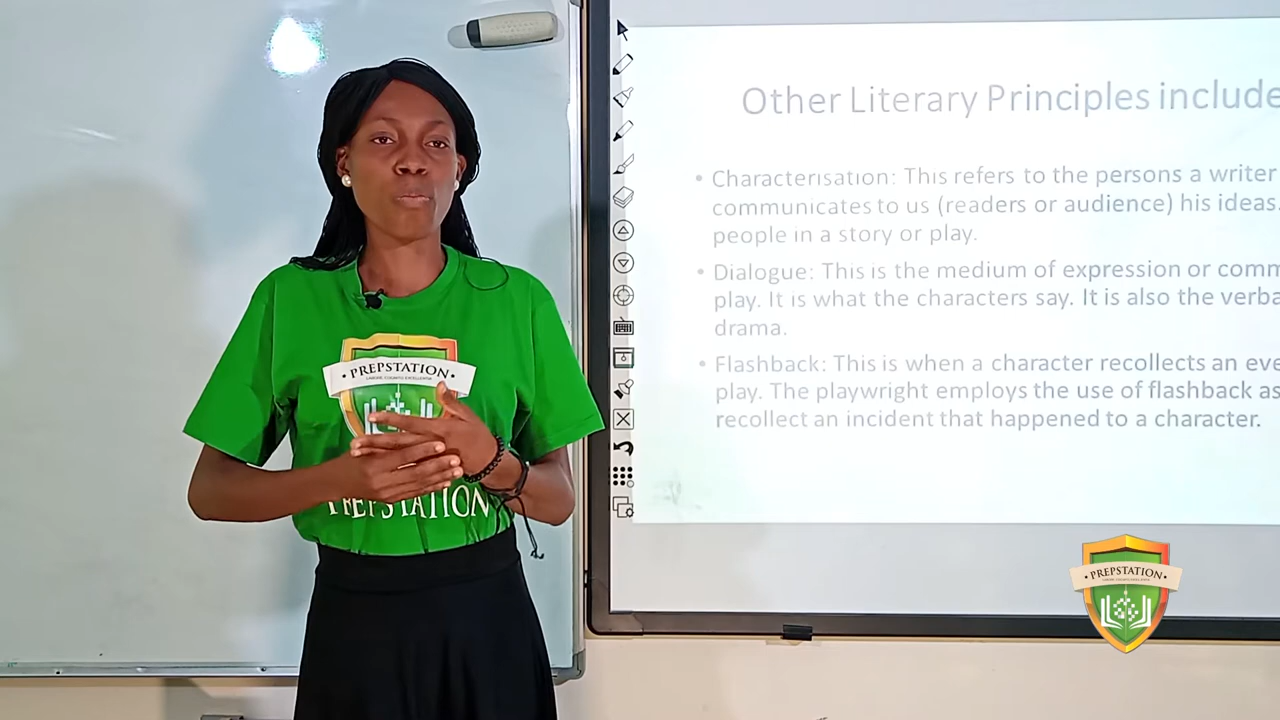 Other Literary Principles include
• Characterisation: This refers to the persons a writer
communicates to us (readers or audience) his ideas.
people in a story or play.
• Dialogue: This is the medium of expression or comm
play. It is what the characters say. It is also the verba
drama.
• Flashback: This is when a character recollects an eve
play. The playwright employs the use of flashback as
recollect an incident that happened to a character.
• PREPSTATION •
PREPSTATION
• PREPSTATION •